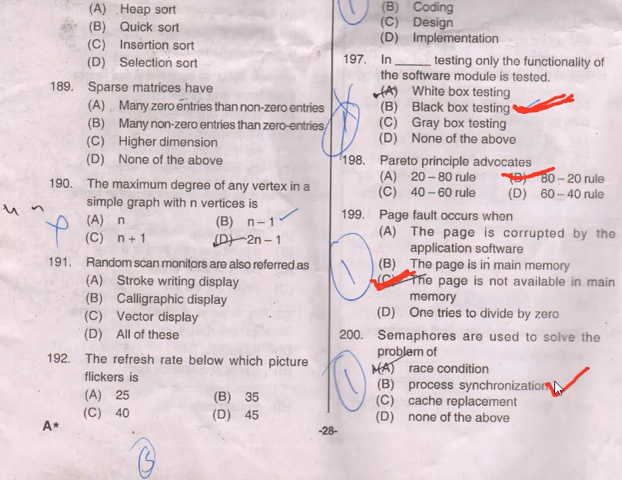 (A) Heap sort
(B) Quick sort
(C) Insertion sort
(D) Selection sort
189. Sparse matrices have
(A) Many zero entries than non-zero entries
(B) Many non-zero entries than zero-entries
(C) Higher dimension
(D) None of the above
190. The maximum degree of any vertex in a
simple graph with n vertices is
(A) n (B) n – 1
(C) n + 1 (D) 2n – 1
191. Random scan monitors are also referred as
(A) Stroke writing display
(B) Calligraphic display
(C) Vector display
(D) All of these
192. The refresh rate below which picture
flickers is
(A) 25 (B) 35
(C) 40 (D) 45
A*
(B) Coding
(C) Design
(D) Implementation
197. In _____ testing only the functionality of
the software module is tested.
(A) White box testing
(B) Black box testing
(C) Gray box testing
(D) None of the above
198. Pareto principle advocates
(A) 20 – 80 rule (B) 80 – 20 rule
(C) 40 – 60 rule (D) 60 – 40 rule
199. Page fault occurs when
(A) The page is corrupted by the
application software
(B) The page is in main memory
(C) The page is not available in main
memory
(D) One tries to divide by zero
200. Semaphores are used to solve the
problem of
(A) race condition
(B) process synchronization
(C) cache replacement
(D) none of the above
-28-